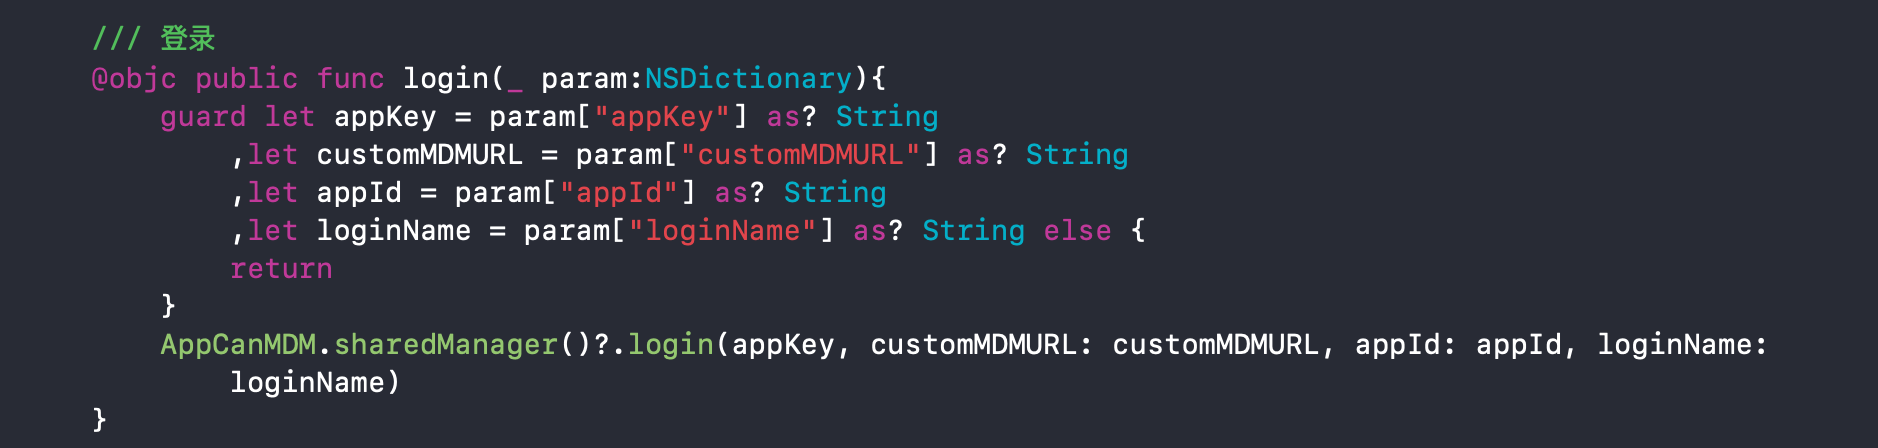 /// 登录
@objc public func login(_ param:NSDictionary){
guard let appKey = param["appKey"] as? String
,let customMDMURL = param["customMDMURL"] as? String
,let appId = param["appId"] as? String
,let loginName = param["loginName"] as? String else {
return
}
AppCanMDM.sharedManager()?.login(appKey, customMDMURL: customMDMURL, appId: appId, loginName:
loginName)
}